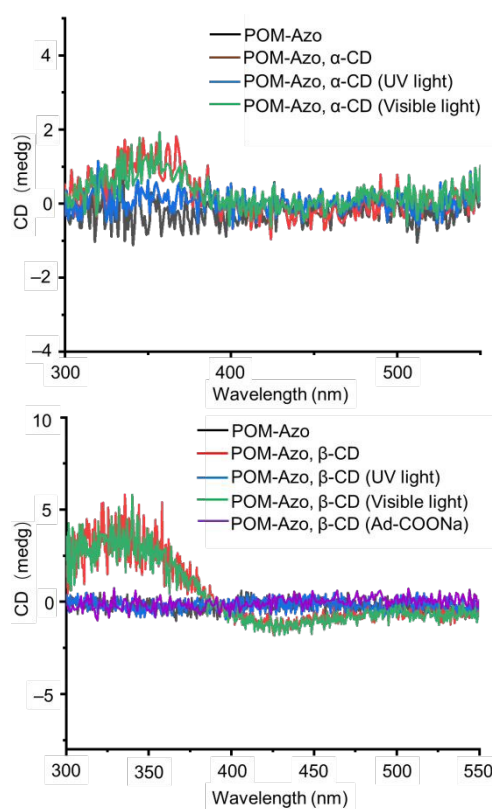 4
2
0
–2
–4
CD (medg)
POM-Azo
POM-Azo, α-CD
POM-Azo, α-CD (UV light)
POM-Azo, α-CD (Visible light)
300
400
500
Wavelength (nm)
10
5
0
–5
CD (medg)
POM-Azo
POM-Azo, β-CD
POM-Azo, β-CD (UV light)
POM-Azo, β-CD (Visible light)
POM-Azo, β-CD (Ad-COONa)
300
350
400
450
500
550
Wavelength (nm)